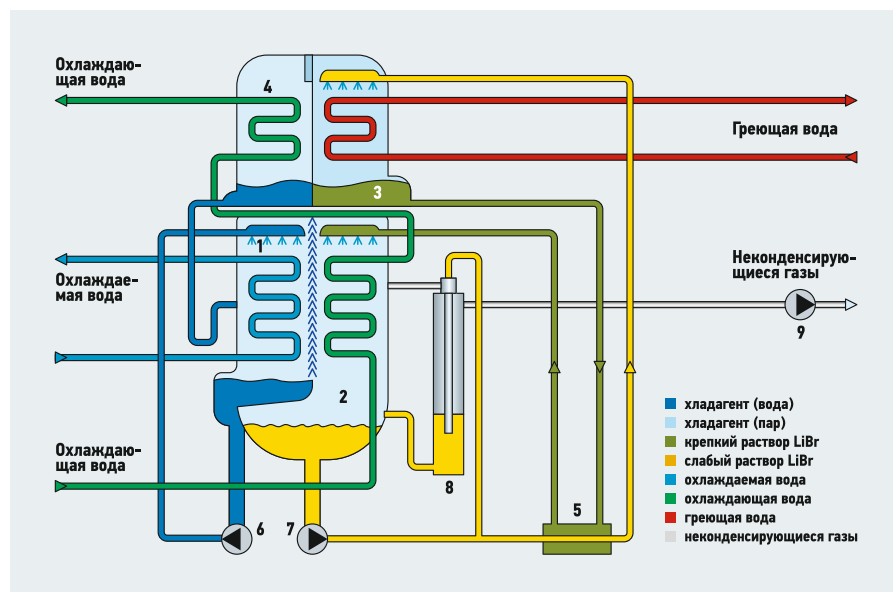 Охлаждаю-
щая вода
4
Греющая вода
3
1
Охлаждае-
мая вода
Неконденсирую-
щиеся газы
9
2
Охлаждаю-
щая вода
8
5
6
7
хладагент (вода)
хладагент (пар)
крепкий раствор LiBr
слабый раствор LiBr
охлаждаемая вода
охлаждающая вода
греющая вода
неконденсирующиеся газы